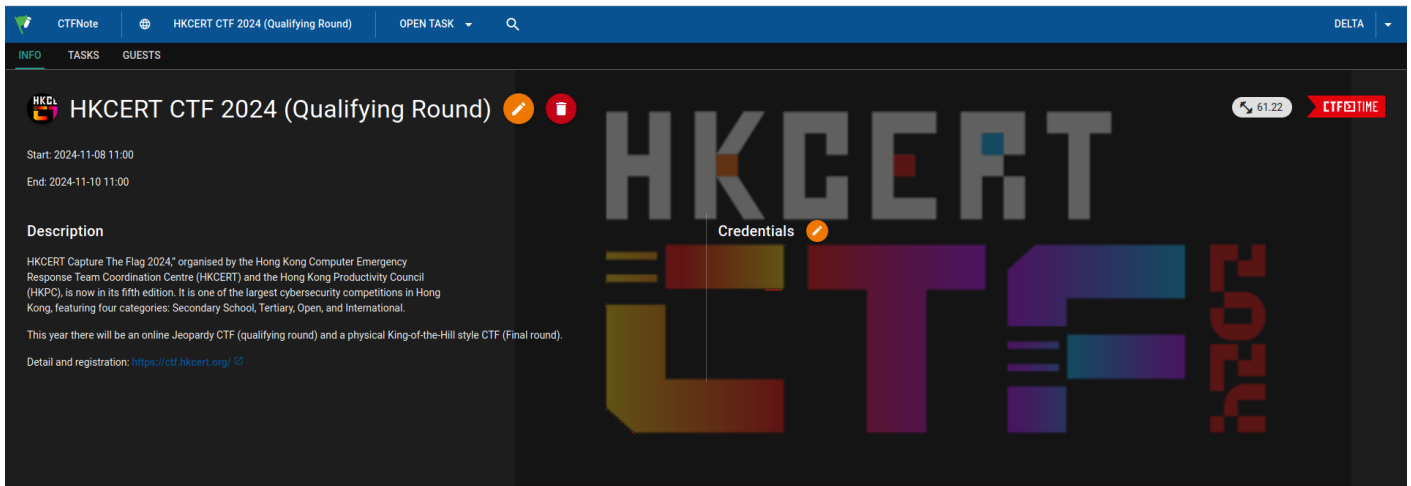 CTFNote HKCERT CTF 2024 (Qualifying Round) OPEN TASK DELTA
INFO TASKS GUESTS
HKCERT CTF 2024 (Qualifying Round) 61.22 CTFTIME
Start: 2024-11-08 11:00
End: 2024-11-10 11:00
HKCERT
CTF
2024
Description
HKCERT Capture The Flag 2024," organised by the Hong Kong Computer Emergency
Response Team Coordination Centre (HKCERT) and the Hong Kong Productivity Council
(HKPC), is now in its fifth edition. It is one of the largest cybersecurity competitions in Hong
Kong, featuring four categories: Secondary School, Tertiary, Open, and International.
This year there will be an online Jeopardy CTF (qualifying round) and a physical King-of-the-Hill style CTF (Final round).
Detail and registration: https://ctf.hkcert.org/
Credentials